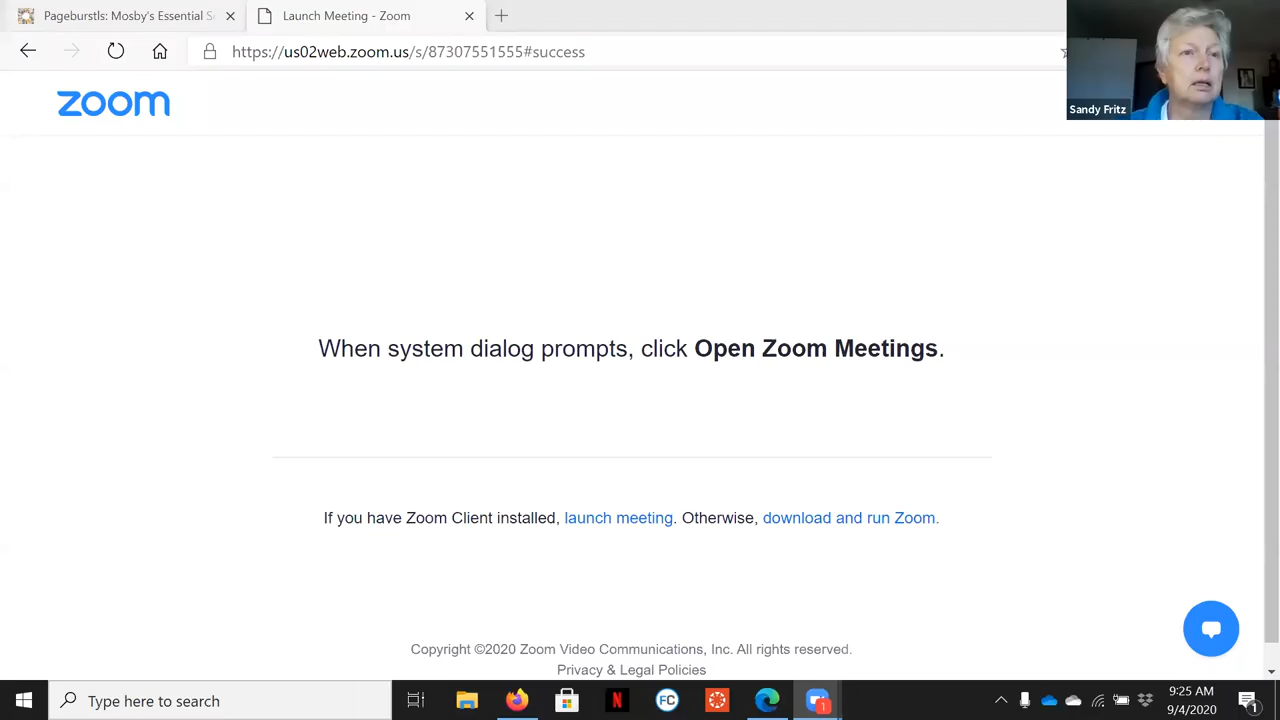 Pageburstls: Mosby's Essential S
Launch Meeting - Zoom
https://us02web.zoom.us/s/87307551555#success
Sandy Fritz
zoom
When system dialog prompts, click Open Zoom Meetings.
If you have Zoom Client installed, launch meeting. Otherwise, download and run Zoom.
Copyright ©2020 Zoom Video Communications, Inc. All rights reserved.
Privacy & Legal Policies
Type here to search
N
FC
1
9:25 AM
9/4/2020
1